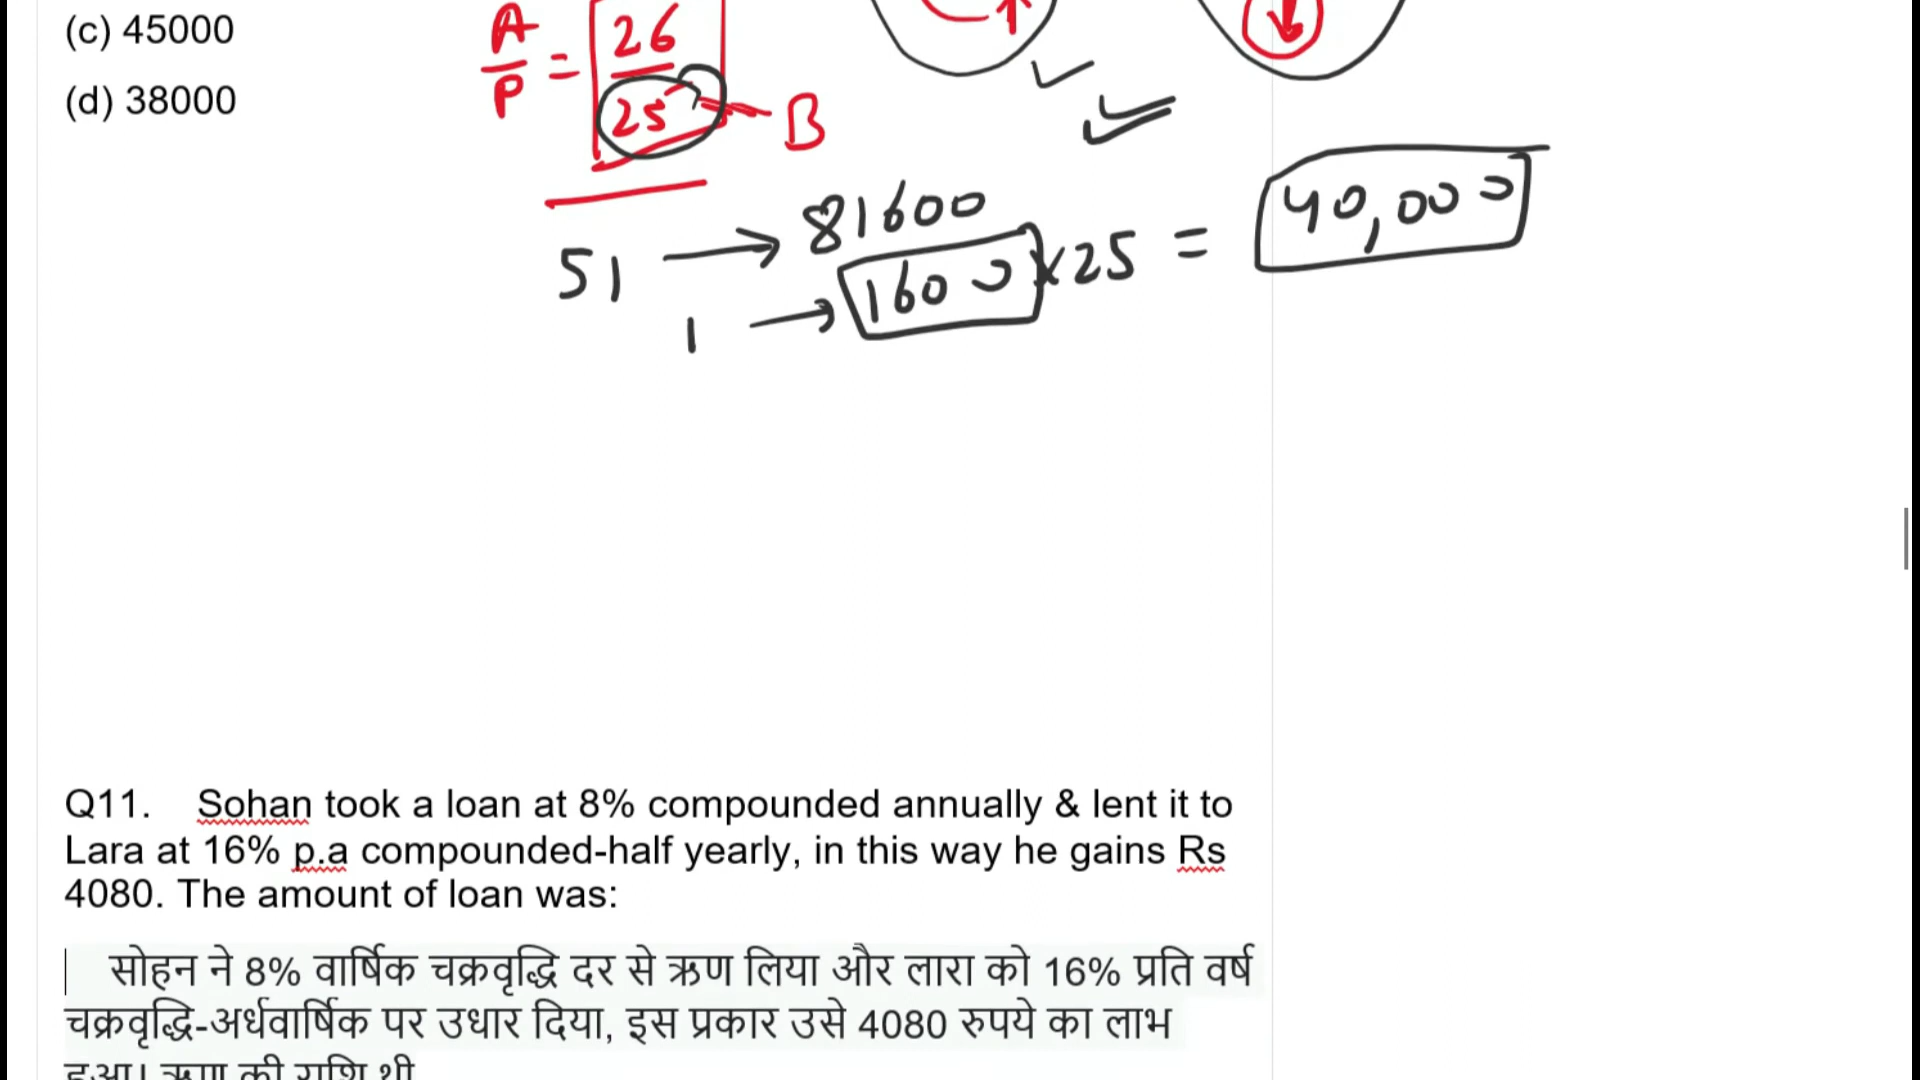 (c) 45000
(d) 38000
A/P = 26/25
B
51 → 81600
1 → 1600 × 25 = 40,000
Q11. Sohan took a loan at 8% compounded annually & lent it to
Lara at 16% p.a compounded-half yearly, in this way he gains Rs
4080. The amount of loan was:
सोहन ने 8% वार्षिक चक्रवृद्धि दर से ऋण लिया और लारा को 16% प्रति वर्ष
चक्रवृद्धि-अर्धवार्षिक पर उधार दिया, इस प्रकार उसे 4080 रुपये का लाभ
हुआ। ऋण की राशि थी